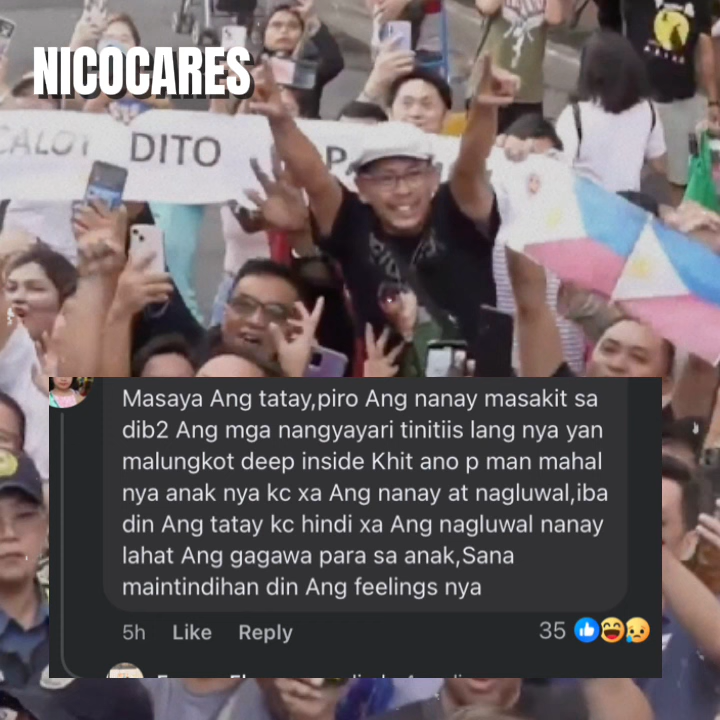 NICOCARES
DITO
Masaya Ang tatay,piro Ang nanay masakit sa
dib2 Ang mga nangyayari tinitiis lang nya yan
malungkot deep inside Khit ano p man mahal
nya anak nya kc xa Ang nanay at nagluwal,iba
din Ang tatay kc hindi xa Ang nagluwal nanay
lahat Ang gagawa para sa anak,Sana
maintindihan din Ang feelings nya
5h Like Reply 35